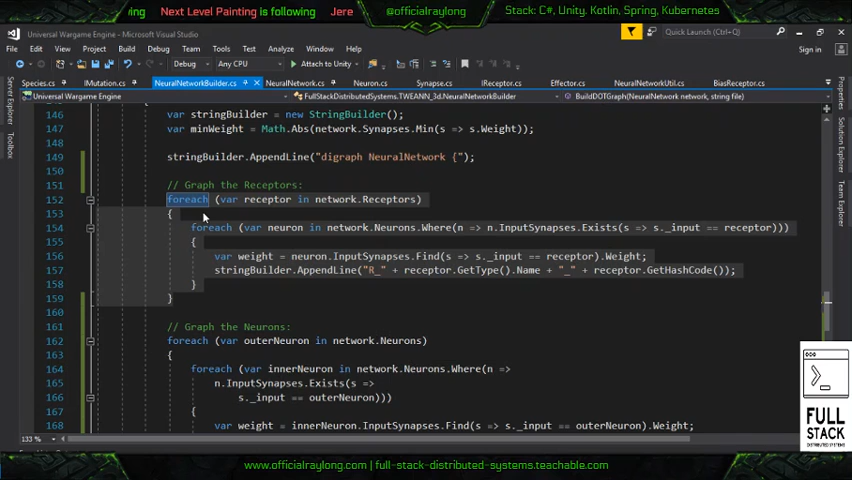 ving Next Level Painting is following Jere
@officialraylong
Stack: C#, Unity. Kotlin, Spring, Kubernetes
Universal Wargame Engine - Microsoft Visual Studio
Quick Launch (Ctrl+Q)
File Edit View Project Build Debug Team Tools Test Analyze Window Help
Sign in
Any CPU
Attach to Unity
Species.cs IMutation.cs NeuralNetworkBuilder.cs NeuralNetwork.cs Neuron.cs Synapse.cs IReceptor.cs Effector.cs NeuralNetworkUtil.cs BiasReceptor.cs
Universal Wargame Engine FullStackDistributedSystems.TWEANN_3d.NeuralNetworkBuilder BuildDOTGraph(NeuralNetwork network, string file)
Server Explorer
Toolbox
Properties
Solution Explorer
Team Explorer
146 var stringBuilder = new StringBuilder();
147 var minWeight = Math.Abs(network.Synapses.Min(s => s.Weight));
148
149 stringBuilder.AppendLine("digraph NeuralNetwork {");
150
151 // Graph the Receptors:
152 foreach (var receptor in network.Receptors)
153 {
154 foreach (var neuron in network.Neurons.Where(n => n.InputSynapses.Exists(s => s._input == receptor)))
155 {
156 var weight = neuron.InputSynapses.Find(s => s._input == receptor).Weight;
157 stringBuilder.AppendLine("R_" + receptor.GetType().Name + "_" + receptor.GetHashCode());
158 }
159 }
160
161 // Graph the Neurons:
162 foreach (var outerNeuron in network.Neurons)
163 {
164 foreach (var innerNeuron in network.Neurons.Where(n =>
165 n.InputSynapses.Exists(s =>
166 s._input == outerNeuron)))
167 {
168 var weight = innerNeuron.InputSynapses.Find(s => s._input == outerNeuron).Weight;
133 %
FULL
STACK
DISTRIBUTED
SYSTEMS
www.officialraylong.com | full-stack-distributed-systems.teachable.com